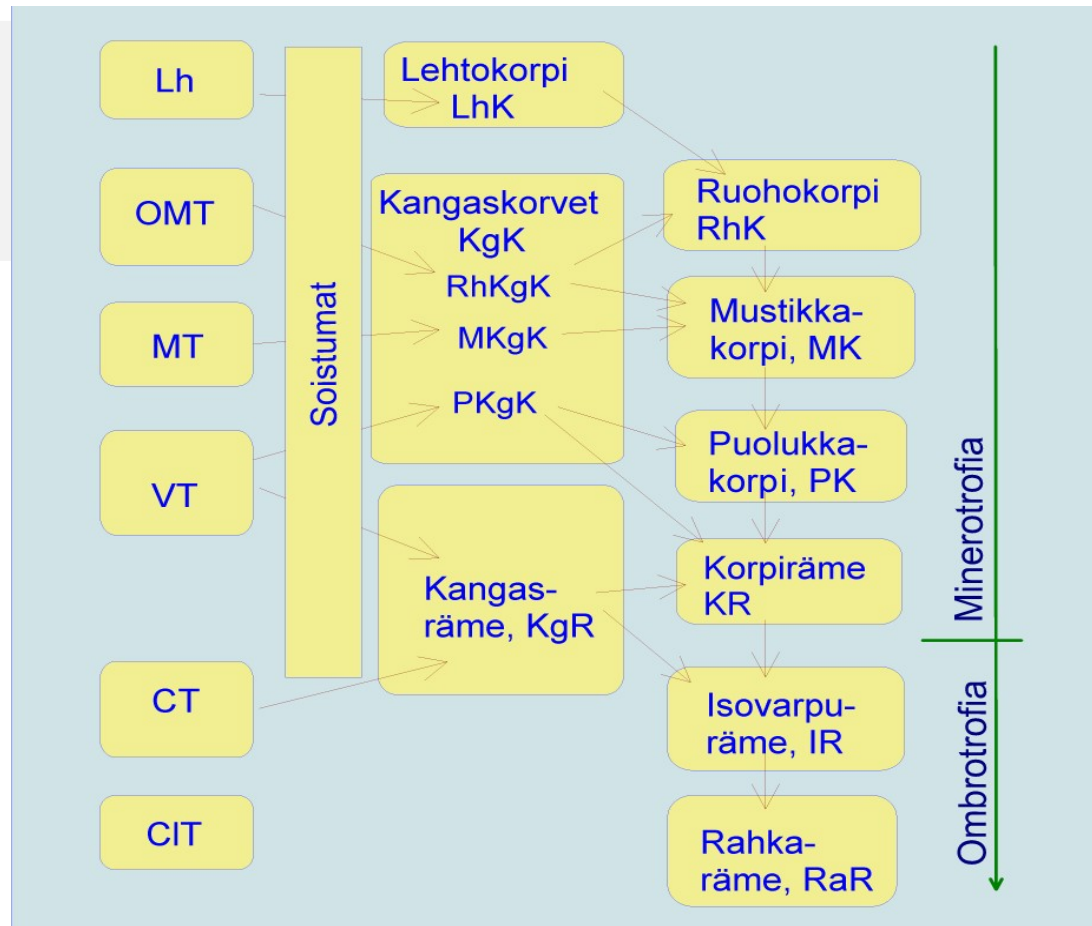 Lh
OMT
MT
VT
CT
ClT
Soistumat
Lehtokorpi
LhK
Kangaskorvet
KgK
RhKgK
MKgK
PKgK
Kangas-
räme, KgR
Ruohokorpi
RhK
Mustikka-
korpi, MK
Puolukka-
korpi, PK
Korpiräme
KR
Isovarpu-
räme, IR
Rahka-
räme, RaR
Minerotrofia
Ombrotrofia